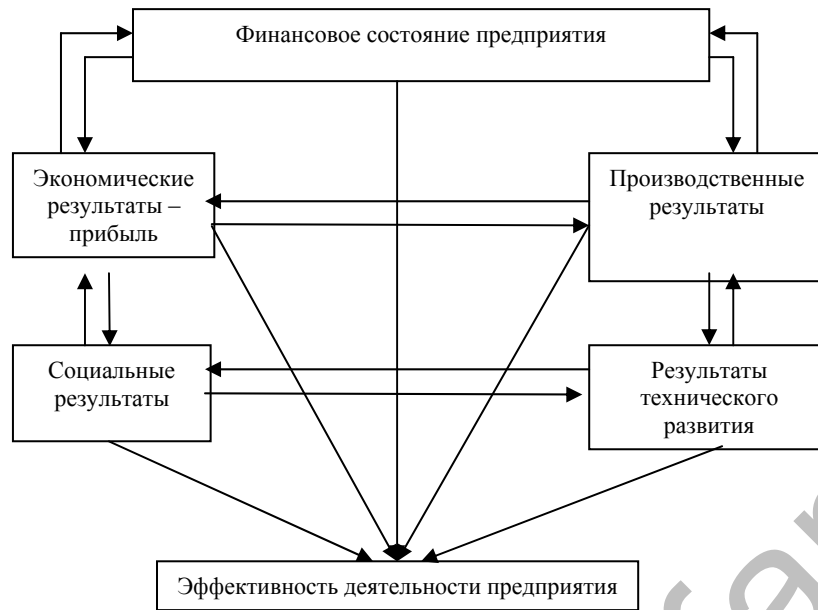 Финансовое состояние предприятия
Экономические
результаты –
прибыль
Производственные
результаты
Социальные
результаты
Результаты
технического
развития
Эффективность деятельности предприятия